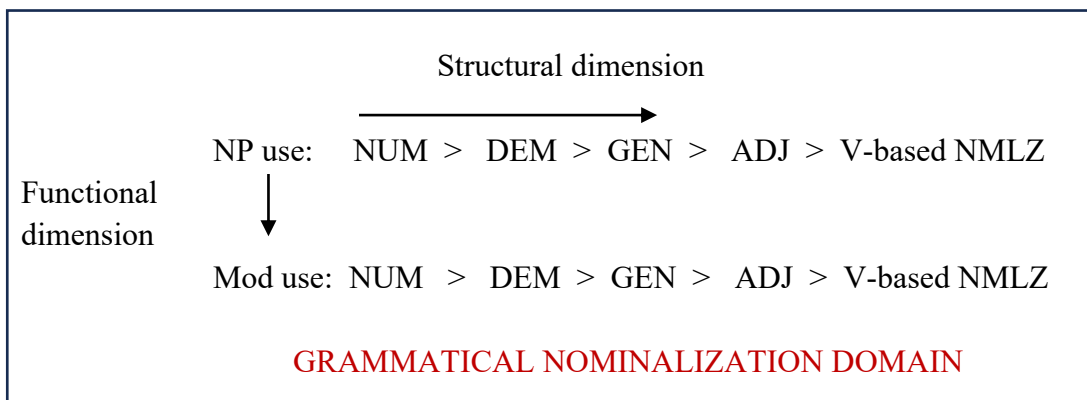 Structural dimension
NP use: NUM > DEM > GEN > ADJ > V-based NMLZ
Functional
dimension
Mod use: NUM > DEM > GEN > ADJ > V-based NMLZ
GRAMMATICAL NOMINALIZATION DOMAIN